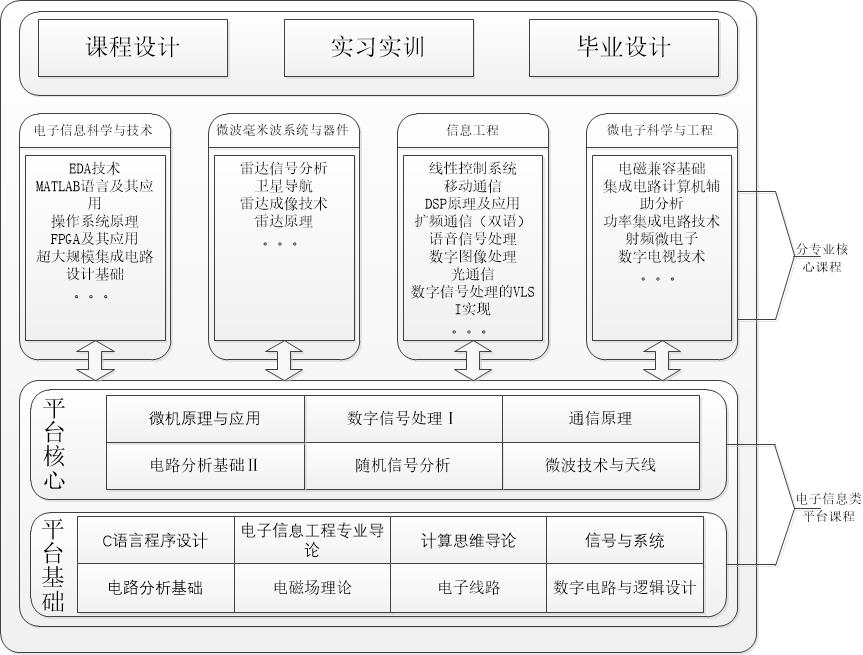 课程设计
实习实训
毕业设计
电子信息科学与技术
EDA技术
MATLAB语言及其应
用
操作系统原理
FPGA及其应用
超大规模集成电路
设计基础
。。。
微波毫米波系统与器件
雷达信号分析
卫星导航
雷达成像技术
雷达原理
。。。
信息工程
线性控制系统
移动通信
DSP原理及应用
扩频通信（双语）
语音信号处理
数字图像处理
光通信
数字信号处理的VLS
I实现
。。。
微电子科学与工程
电磁兼容基础
集成电路计算机辅
助分析
功率集成电路技术
射频微电子
数字电视技术
。。。
分专业核
心课程
平台核心
微机原理与应用
数字信号处理Ⅰ
通信原理
电路分析基础Ⅱ
随机信号分析
微波技术与天线
电子信息类
平台课程
平台基础
C语言程序设计
电子信息工程专业导
论
计算思维导论
信号与系统
电路分析基础
电磁场理论
电子线路
数字电路与逻辑设计